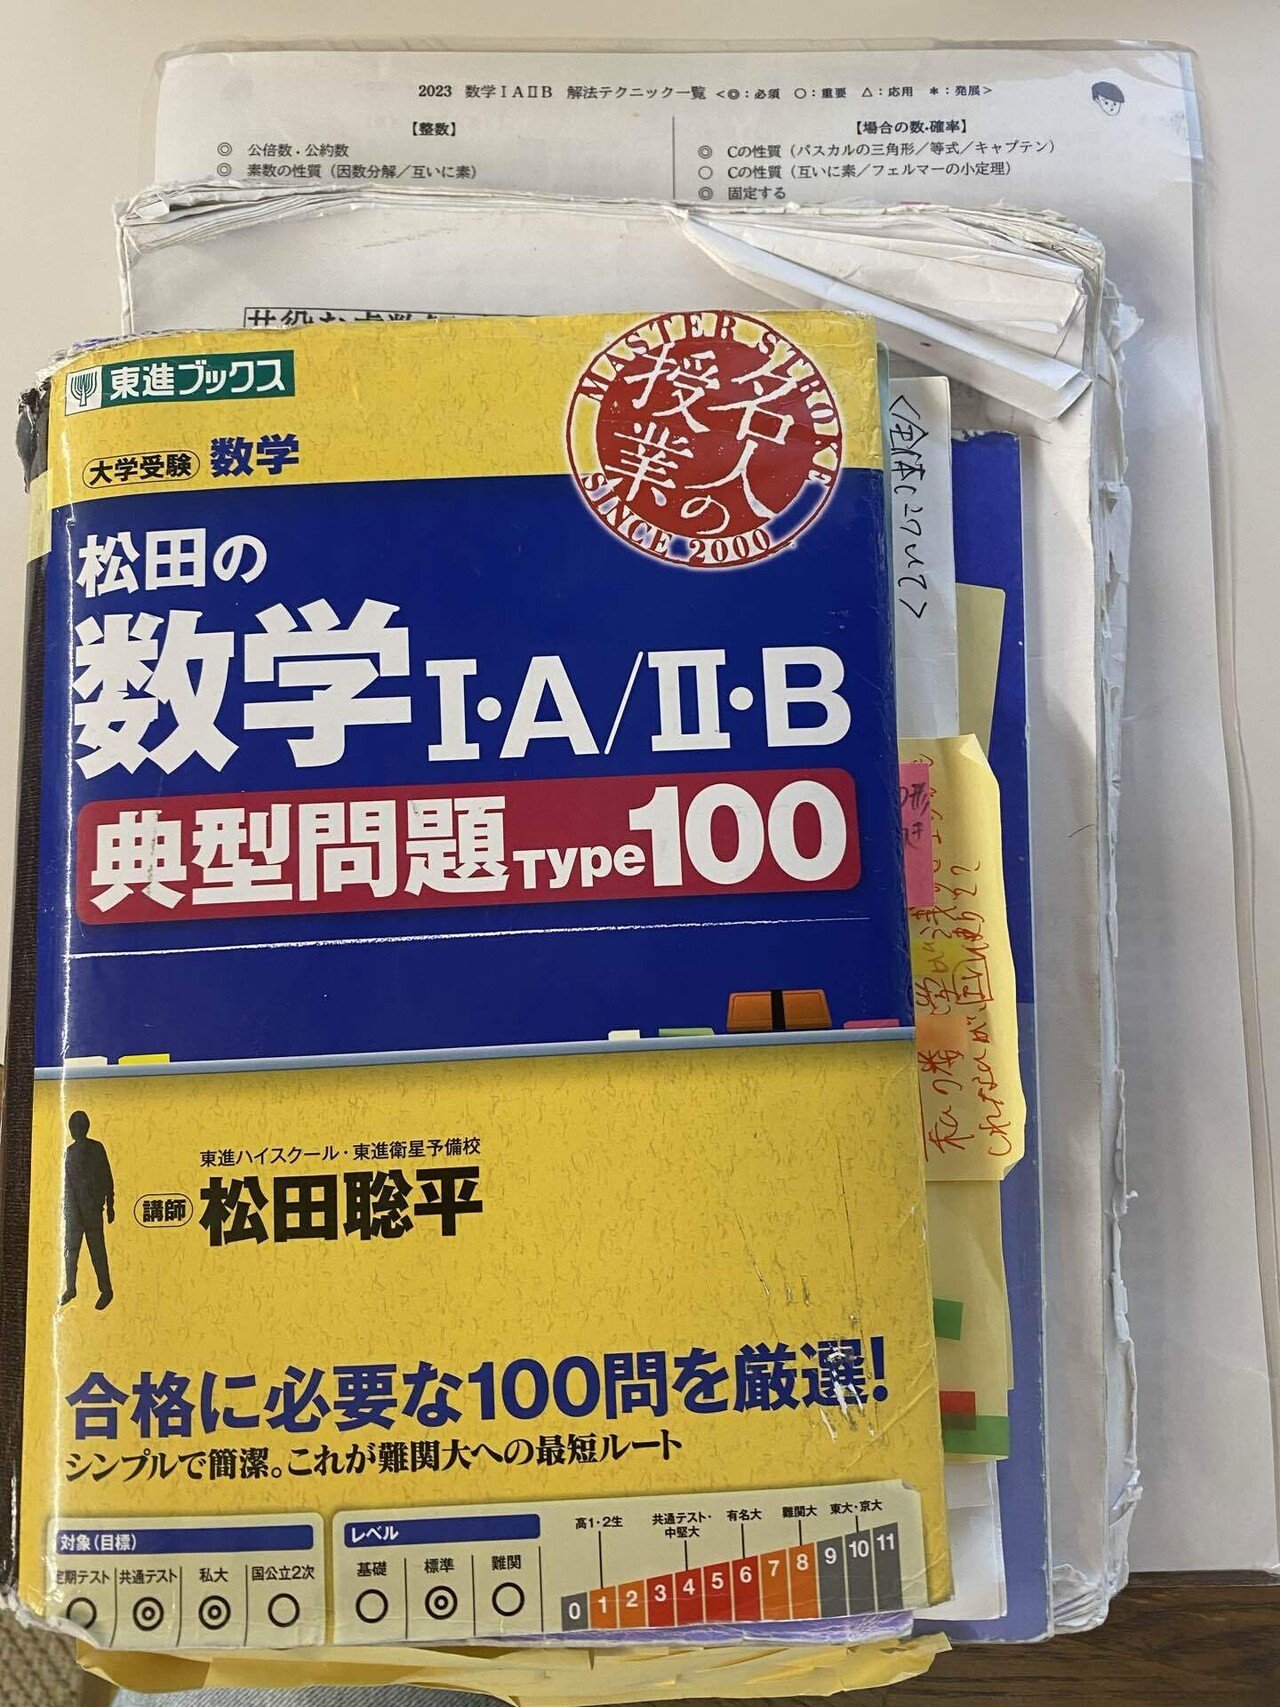 2023 数学ⅠAⅡB 解法テクニック一覧 <◎：必須 ○：重要 △：応用 ＊：発展>
【整数】
◎ 公倍数・公約数
◎ 素数の性質（因数分解／互いに素）
【場合の数・確率】
◎ Cの性質（パスカルの三角形／等式／キャプテン）
○ Cの性質（互いに素／フェルマーの小定理）
◎ 固定する
東進ブックス
大学受験 数学
MASTER STROKE
名人の
授業
SINCE 2000
松田の
数学Ⅰ・A/Ⅱ・B
典型問題Type100
東進ハイスクール・東進衛星予備校
講師 松田聡平
合格に必要な100問を厳選！
シンプルで簡潔。これが難関大への最短ルート
対象（目標）
定期テスト 共通テスト 私大 国公立2次
○ ◎ ◎ ○
レベル
基礎 標準 難関
○ ◎ ○
高1・2生 共通テスト・中堅大 有名大 難関大 東大・京大
0 1 2 3 4 5 6 7 8 9 10 11
<全体について>